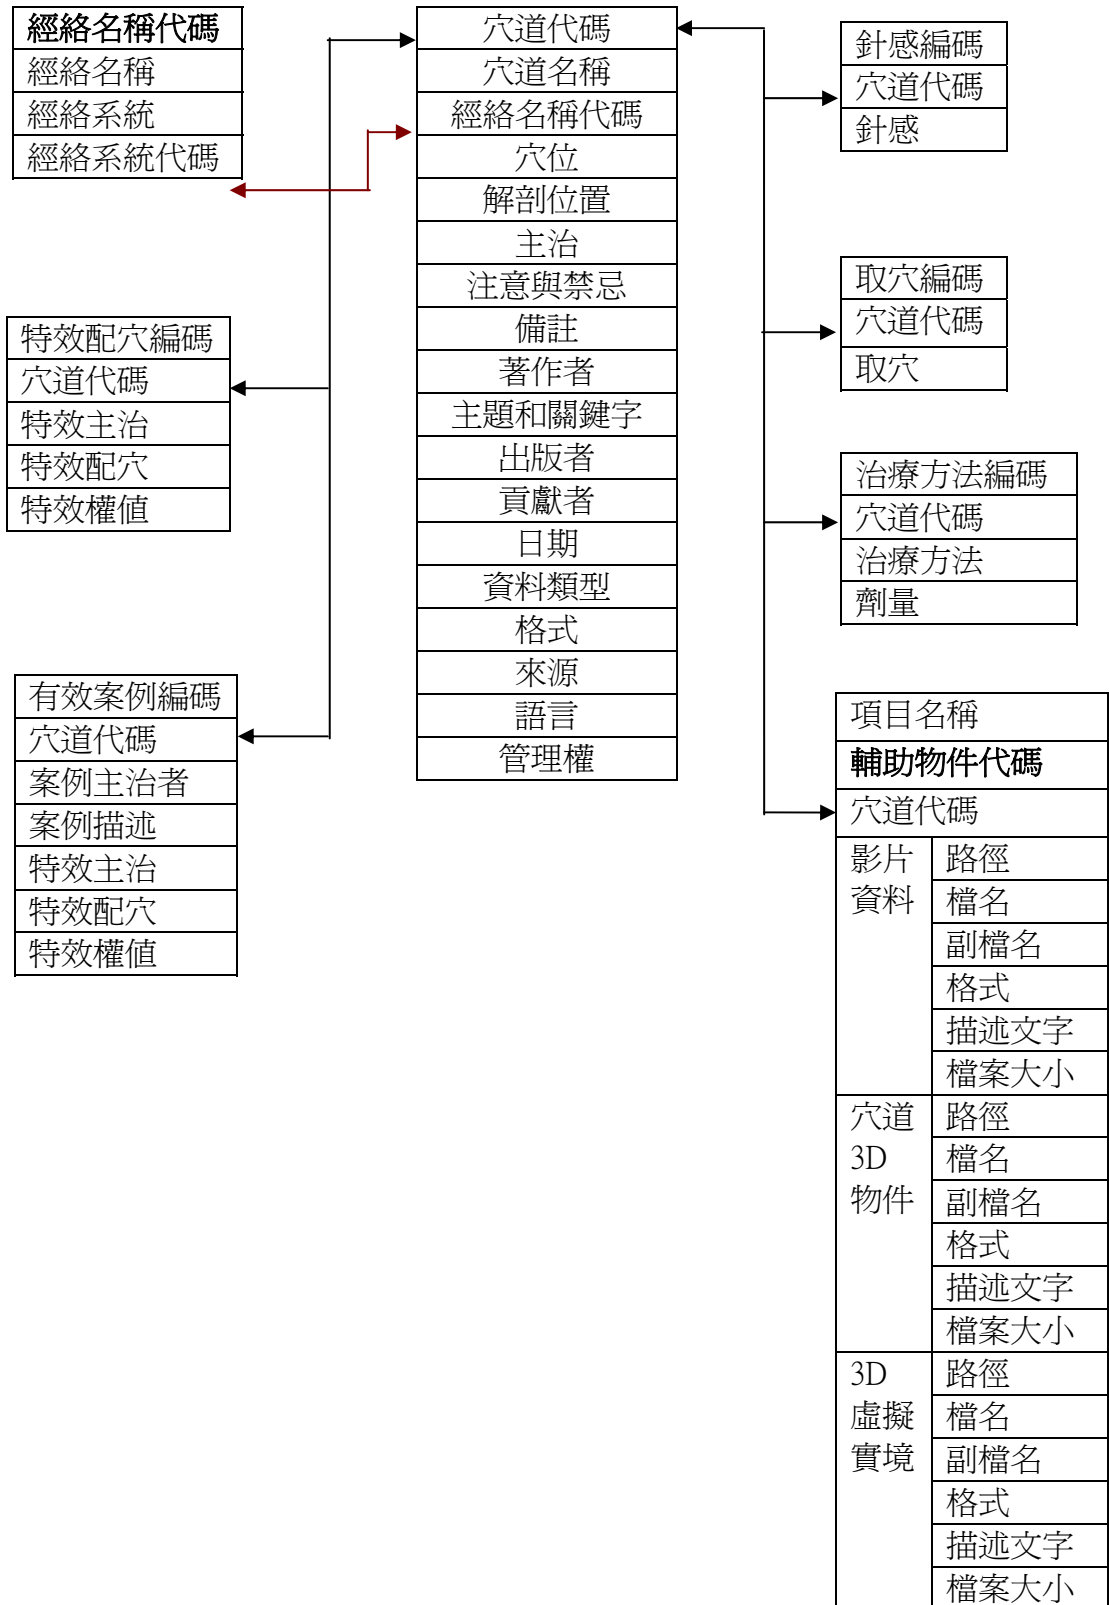 經絡名稱代碼
經絡名稱
經絡系統
經絡系統代碼
特效配穴編碼
穴道代碼
特效主治
特效配穴
特效權值
有效案例編碼
穴道代碼
案例主治者
案例描述
特效主治
特效配穴
特效權值
穴道代碼
穴道名稱
經絡名稱代碼
穴位
解剖位置
主治
注意與禁忌
備註
著作者
主題和關鍵字
出版者
貢獻者
日期
資料類型
格式
來源
語言
管理權
針感編碼
穴道代碼
針感
取穴編碼
穴道代碼
取穴
治療方法編碼
穴道代碼
治療方法
劑量
項目名稱
輔助物件代碼
穴道代碼
影片
資料
路徑
檔名
副檔名
格式
描述文字
檔案大小
穴道
3D
物件
路徑
檔名
副檔名
格式
描述文字
檔案大小
3D
虛擬
實境
路徑
檔名
副檔名
格式
描述文字
檔案大小